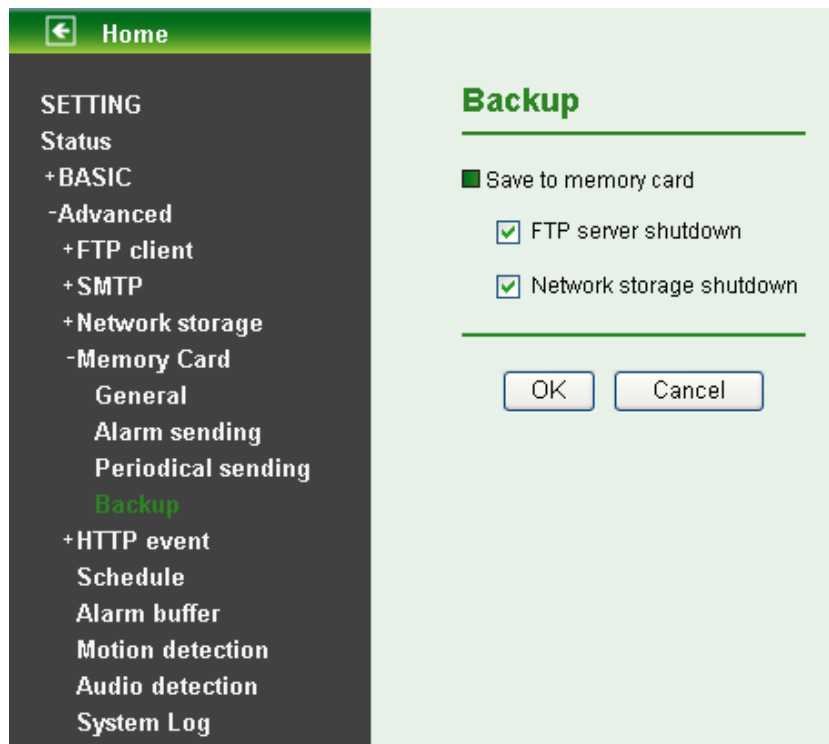 Home
SETTING
Status
+BASIC
-Advanced
+FTP client
+SMTP
+Network storage
-Memory Card
General
Alarm sending
Periodical sending
Backup
+HTTP event
Schedule
Alarm buffer
Motion detection
Audio detection
System Log
Backup
Save to memory card
FTP server shutdown
Network storage shutdown
OK Cancel